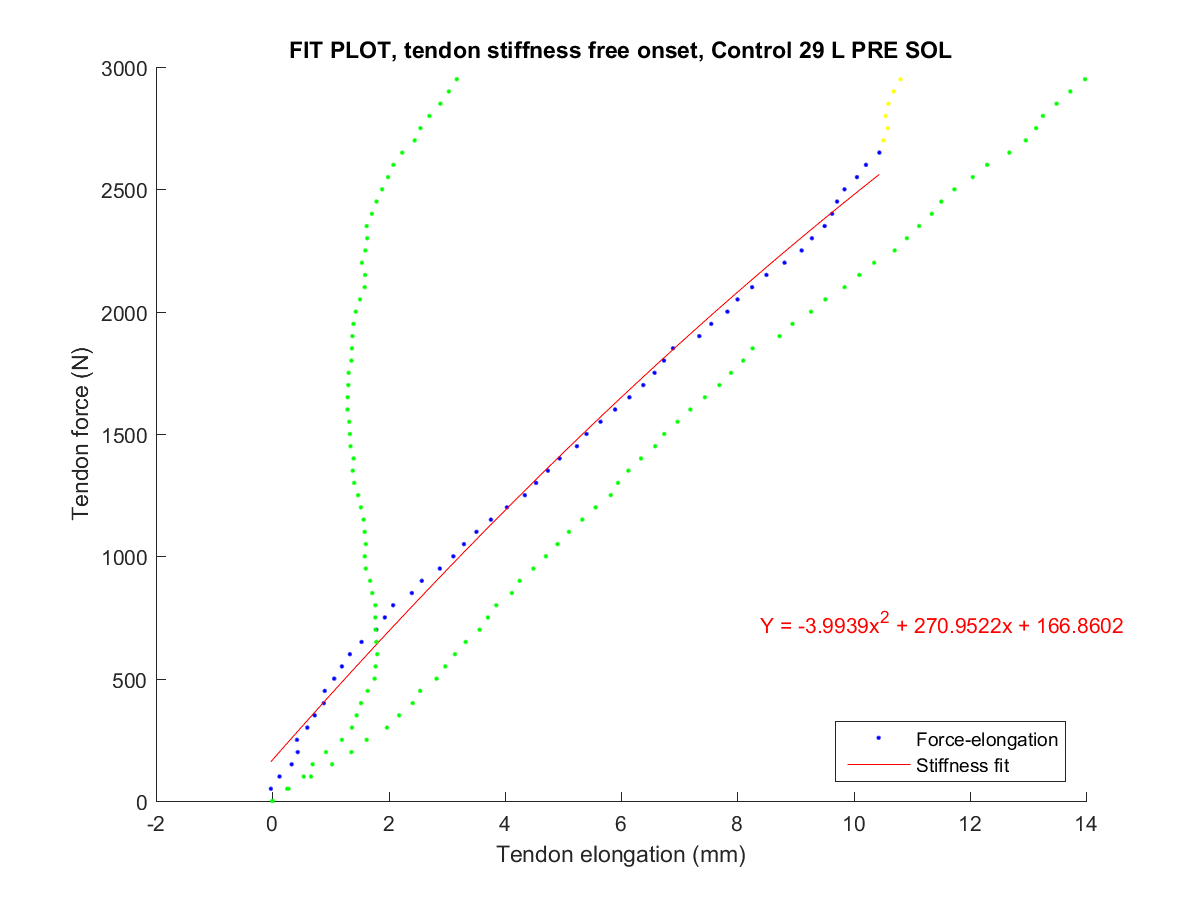 FIT PLOT, tendon stiffness free onset, Control 29 L PRE SOL
3000
2500
2000
1500
1000
500
0
Tendon force (N)
Y = -3.9939x² + 270.9522x + 166.8602
Force-elongation
Stiffness fit
-2 0 2 4 6 8 10 12 14
Tendon elongation (mm)